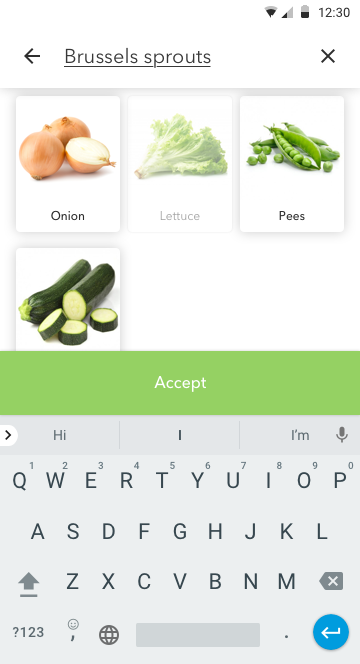 12:30
Brussels sprouts
Onion
Lettuce
Pees
Accept
Hi
I
I'm
Q 1 W 2 E 3 R 4 T 5 Y 6 U 7 I 8 O 9 P 0
A S D F G H J K L
Z X C V B N M
?123 , .